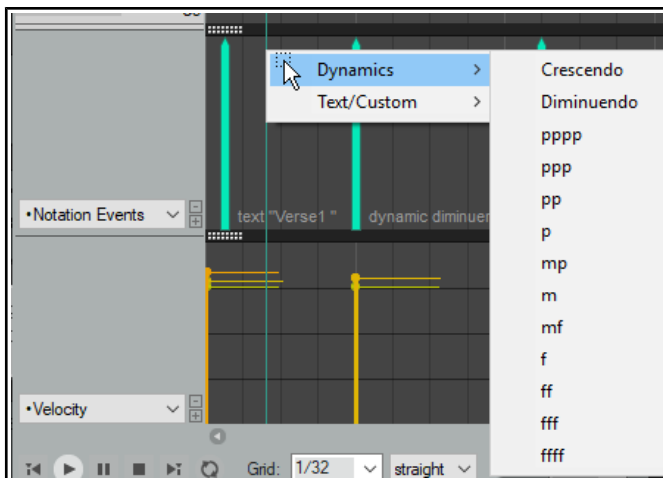 Dynamics >
Text/Custom >
Crescendo
Diminuendo
pppp
ppp
pp
p
mp
m
mf
f
ff
fff
ffff
•Notation Events
text "Verse1 "
dynamic diminuen
•Velocity
Grid: 1/32 straight